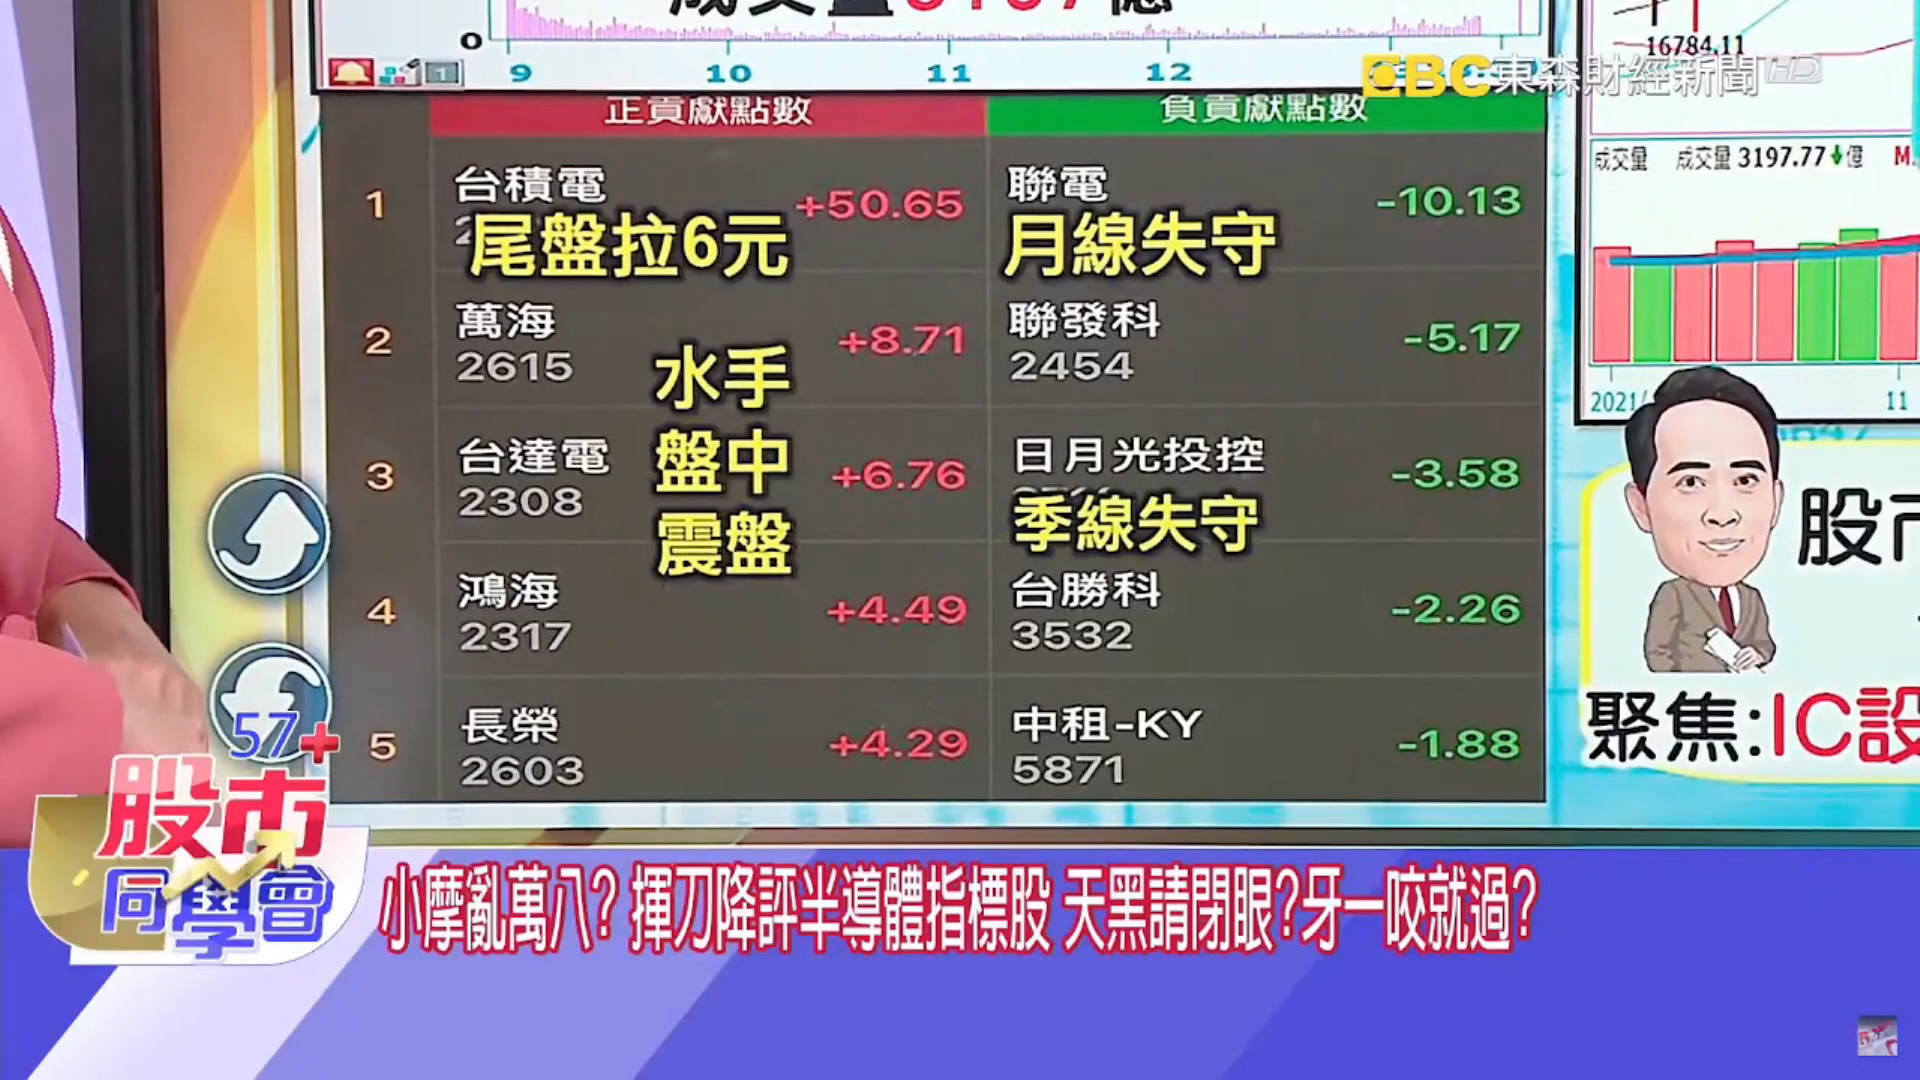 0
9 10 11 12
EBC 東森財經新聞 HD
16784.11
正貢獻點數 負貢獻點數
1 台積電 +50.65 聯電 -10.13
尾盤拉6元 月線失守
2 萬海 2615 +8.71 聯發科 2454 -5.17
水手
盤中
震盤
3 台達電 2308 +6.76 日月光投控 -3.58
季線失守
4 鴻海 2317 +4.49 台勝科 3532 -2.26
5 長榮 2603 +4.29 中租-KY 5871 -1.88
成交量 成交量 3197.77↓億
2021/ 11
聚焦:IC設
57+
股市
同學會
小摩亂萬八? 揮刀降評半導體指標股 天黑請閉眼?牙一咬就過?